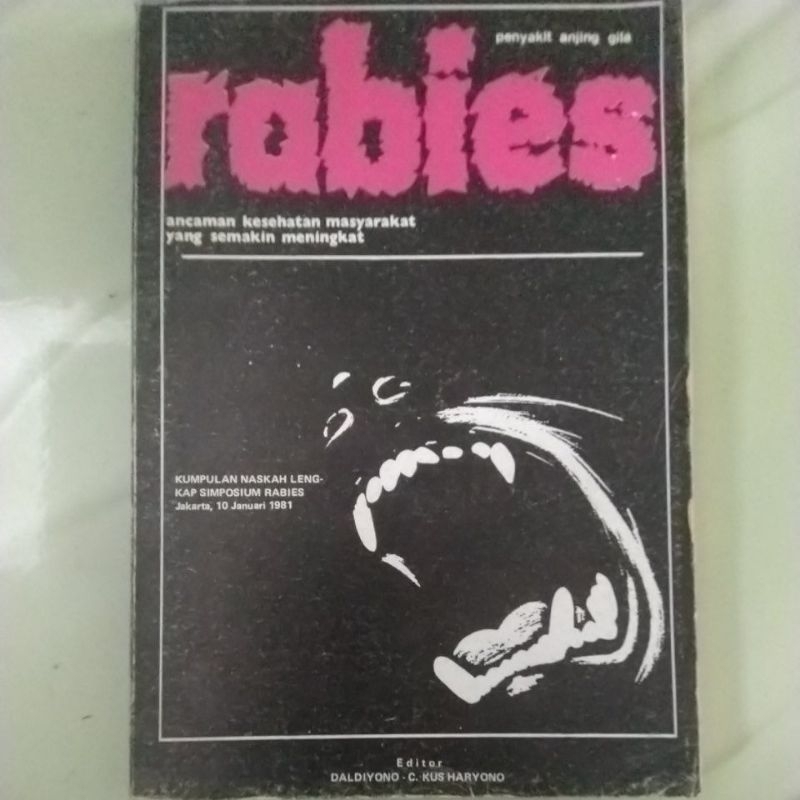 penyakit anjing gila
rabies
ancaman kesehatan masyarakat
yang semakin meningkat
KUMPULAN NASKAH LENG-
KAP SIMPOSIUM RABIES
Jakarta, 10 Januari 1981
Editor
DALDIYONO - C. KUS HARYONO